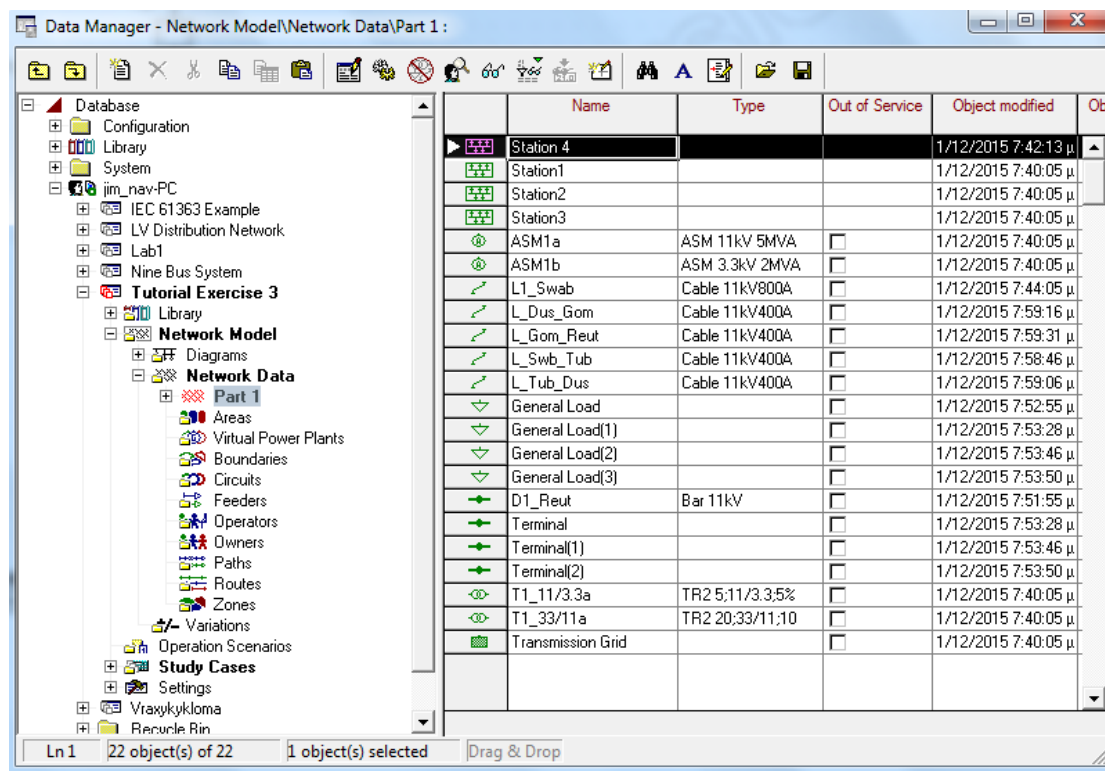 Data Manager - Network Model\Network Data\Part 1 :
Database
Configuration
Library
System
jim_nav-PC
IEC 61363 Example
LV Distribution Network
Lab1
Nine Bus System
Tutorial Exercise 3
Library
Network Model
Diagrams
Network Data
Part 1
Areas
Virtual Power Plants
Boundaries
Circuits
Feeders
Operators
Owners
Paths
Routes
Zones
Variations
Operation Scenarios
Study Cases
Settings
Vraxykykloma
Recycle Bin
Name Type Out of Service Object modified Ob
Station 4 1/12/2015 7:42:13 μ
Station1 1/12/2015 7:40:05 μ
Station2 1/12/2015 7:40:05 μ
Station3 1/12/2015 7:40:05 μ
ASM1a ASM 11kV 5MVA 1/12/2015 7:40:05 μ
ASM1b ASM 3.3kV 2MVA 1/12/2015 7:40:05 μ
L1_Swab Cable 11kV800A 1/12/2015 7:44:05 μ
L_Dus_Gom Cable 11kV400A 1/12/2015 7:59:16 μ
L_Gom_Reut Cable 11kV400A 1/12/2015 7:59:31 μ
L_Swb_Tub Cable 11kV400A 1/12/2015 7:58:46 μ
L_Tub_Dus Cable 11kV400A 1/12/2015 7:59:06 μ
General Load 1/12/2015 7:52:55 μ
General Load(1) 1/12/2015 7:53:28 μ
General Load(2) 1/12/2015 7:53:46 μ
General Load(3) 1/12/2015 7:53:50 μ
D1_Reut Bar 11kV 1/12/2015 7:51:55 μ
Terminal 1/12/2015 7:53:28 μ
Terminal(1) 1/12/2015 7:53:46 μ
Terminal(2) 1/12/2015 7:53:50 μ
T1_11/3.3a TR2 5;11/3.3;5% 1/12/2015 7:40:05 μ
T1_33/11a TR2 20;33/11;10 1/12/2015 7:40:05 μ
Transmission Grid 1/12/2015 7:40:05 μ
Ln 1 22 object(s) of 22 1 object(s) selected Drag & Drop